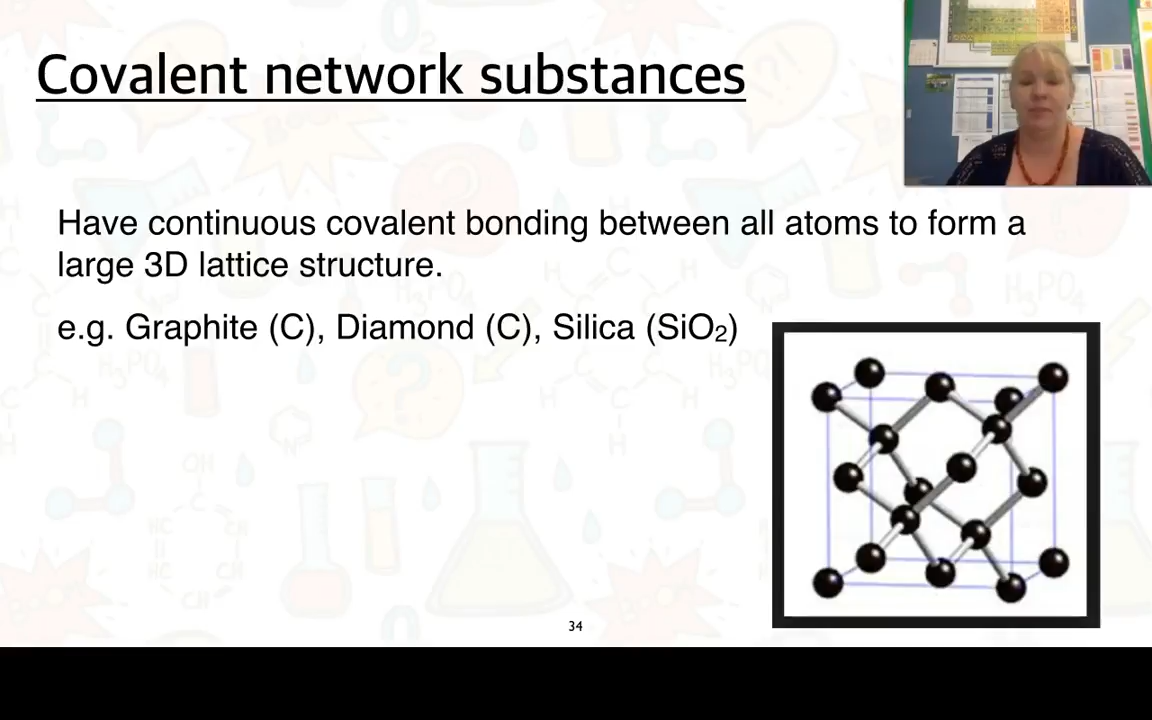 Covalent network substances
Have continuous covalent bonding between all atoms to form a
large 3D lattice structure.
e.g. Graphite (C), Diamond (C), Silica (SiO₂)
34